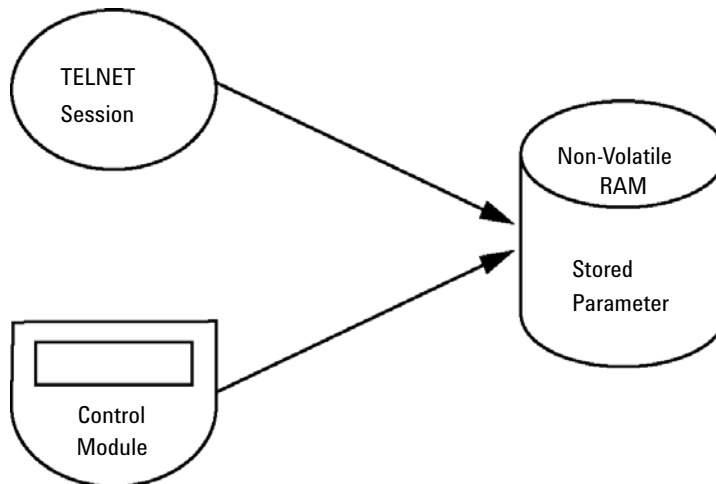 TELNET
Session
Non-Volatile
RAM
Stored
Parameter
Control
Module